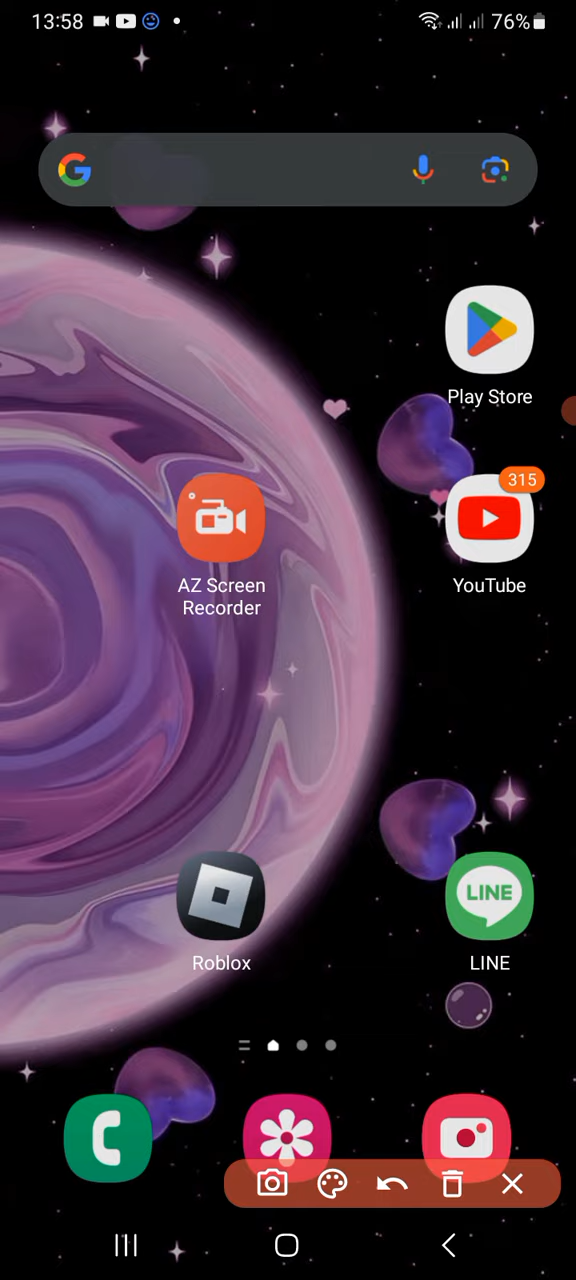 13:58
76%
Play Store
315
AZ Screen
Recorder
YouTube
LINE
Roblox
LINE